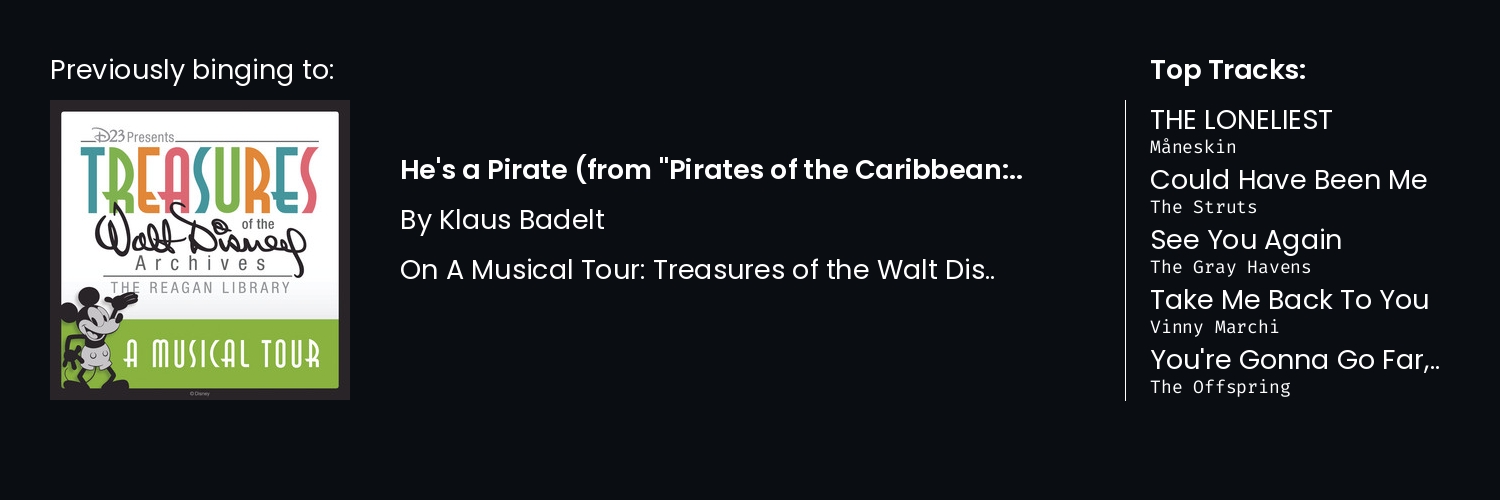 Previously binging to:
D23 Presents
TREASURES
of the
Walt Disney
Archives
THE REAGAN LIBRARY
A MUSICAL TOUR
© Disney
He's a Pirate (from "Pirates of the Caribbean:..
By Klaus Badelt
On A Musical Tour: Treasures of the Walt Dis..
Top Tracks:
THE LONELIEST
Måneskin
Could Have Been Me
The Struts
See You Again
The Gray Havens
Take Me Back To You
Vinny Marchi
You're Gonna Go Far,..
The Offspring